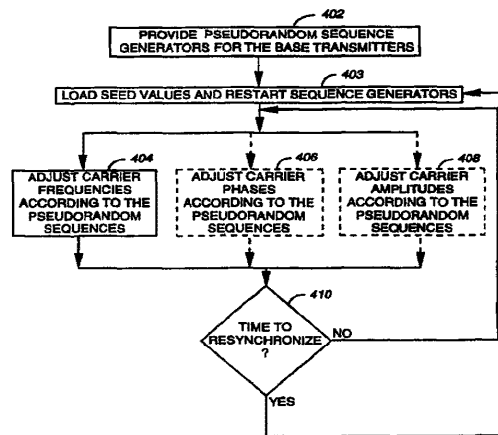 402
PROVIDE PSEUDORANDOM SEQUENCE
GENERATORS FOR THE BASE TRANSMITTERS
403
LOAD SEED VALUES AND RESTART SEQUENCE GENERATORS
404
ADJUST CARRIER
FREQUENCIES
ACCORDING TO THE
PSEUDORANDOM
SEQUENCES
406
ADJUST CARRIER
PHASES
ACCORDING TO THE
PSEUDORANDOM
SEQUENCES
408
ADJUST CARRIER
AMPLITUDES
ACCORDING TO THE
PSEUDORANDOM
SEQUENCES
410
TIME TO
RESYNCHRONIZE
?
NO
YES